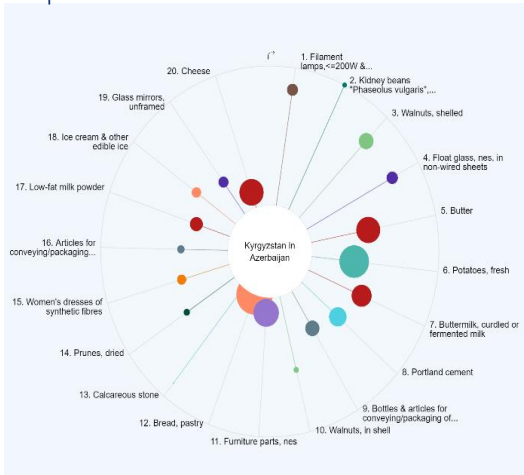 1. Filament
lamps,<=200W &...
2. Kidney beans
"Phaseolus vulgaris",...
3. Walnuts, shelled
4. Float glass, nes, in
non-wired sheets
5. Butter
6. Potatoes, fresh
7. Buttermilk, curdled or
fermented milk
8. Portland cement
9. Bottles & articles for
conveying/packaging of...
10. Walnuts, in shell
11. Furniture parts, nes
12. Bread, pastry
13. Calcareous stone
14. Prunes, dried
15. Women's dresses of
synthetic fibres
16. Articles for
conveying/packaging...
17. Low-fat milk powder
18. Ice cream & other
edible ice
19. Glass mirrors,
unframed
20. Cheese
Kyrgyzstan in
Azerbaijan